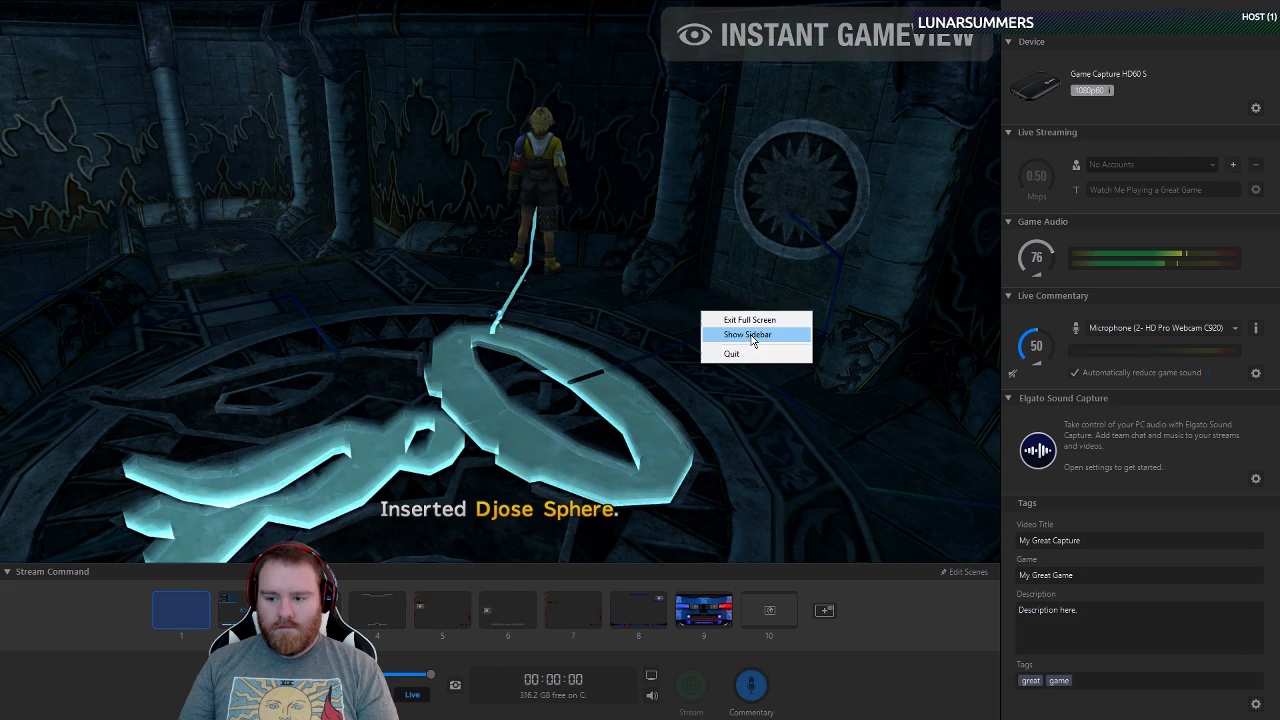 INSTANT GAMEVIEW
LUNARSUMMERS
HOST (1)
Device
Game Capture HD60 S
1080p60
Live Streaming
0:50
Mbps
No Accounts
T
Watch Me Playing a Great Game
Game Audio
76
Live Commentary
Microphone (2- HD Pro Webcam C920)
50
Automatically reduce game sound
Elgato Sound Capture
Take control of your PC audio with Elgato Sound
Capture. Add team chat and music to your streams
and videos.
Open settings to get started.
Tags
Video Title
My Great Capture
Game
My Great Game
Description
Description here.
Tags
great game
Exit Full Screen
Show Sidebar
Quit
Inserted Djose Sphere.
Stream Command
Edit Scenes
1 4 5 6 7 8 9 10
Live
00:00:00
316.2 GB free on C:
Stream
Commentary
XIX